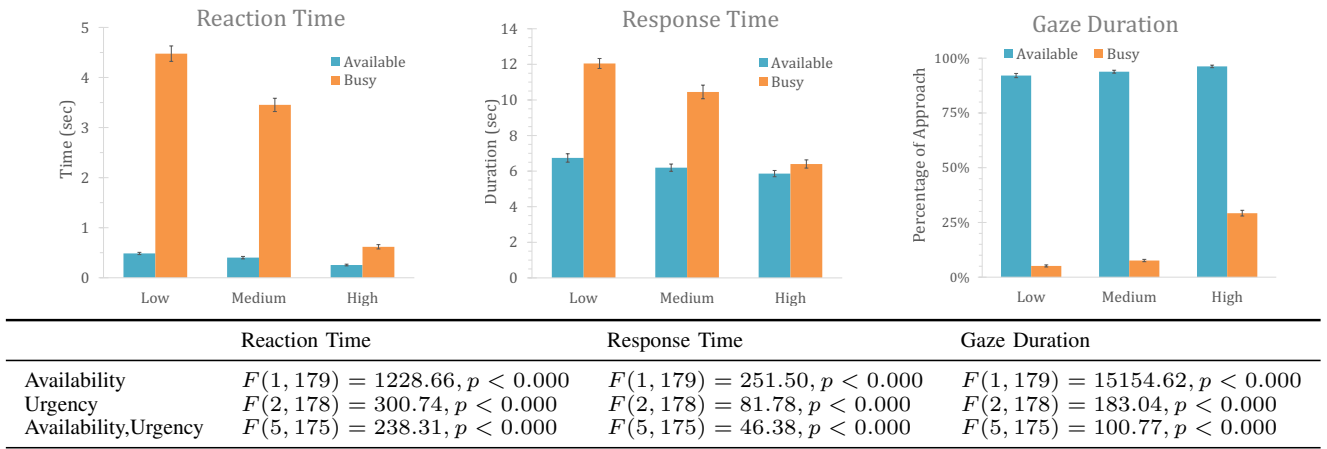 Reaction Time
5
4
3
2
1
0
Time (sec)
Available
Busy
Low Medium High
Response Time
14
12
10
8
6
4
2
0
Duration (sec)
Available
Busy
Low Medium High
Gaze Duration
Available Busy
100%
75%
50%
25%
0%
Percentage of Approach
Low Medium High
Reaction Time Response Time Gaze Duration
Availability F(1, 179) = 1228.66, p < 0.000 F(1, 179) = 251.50, p < 0.000 F(1, 179) = 15154.62, p < 0.000
Urgency F(2, 178) = 300.74, p < 0.000 F(2, 178) = 81.78, p < 0.000 F(2, 178) = 183.04, p < 0.000
Availability,Urgency F(5, 175) = 238.31, p < 0.000 F(5, 175) = 46.38, p < 0.000 F(5, 175) = 100.77, p < 0.000